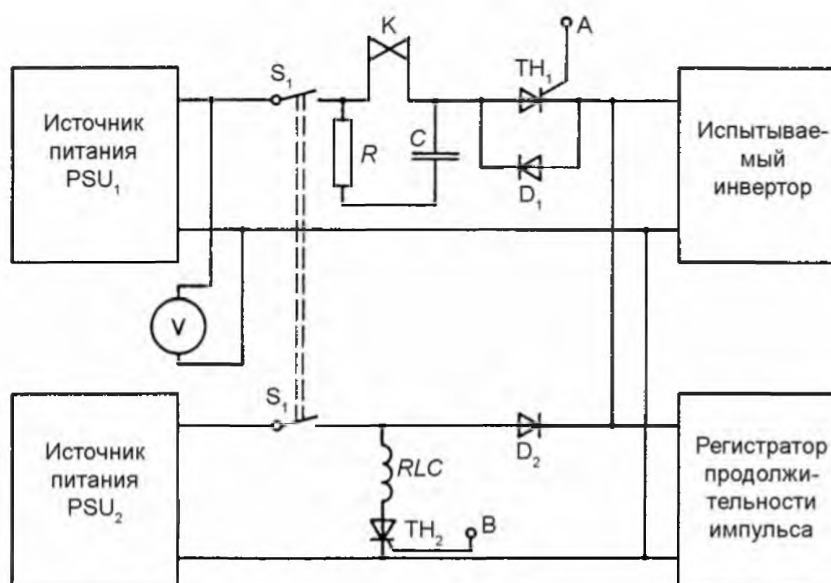 K
A
S₁
TH₁
Источник
питания
PSU₁
R
C
D₁
Испытывае-
мый
инвертор
V
S₁
Источник
питания
PSU₂
RLC
TH₂
B
D₂
Регистратор
продолжи-
тельности
импульса